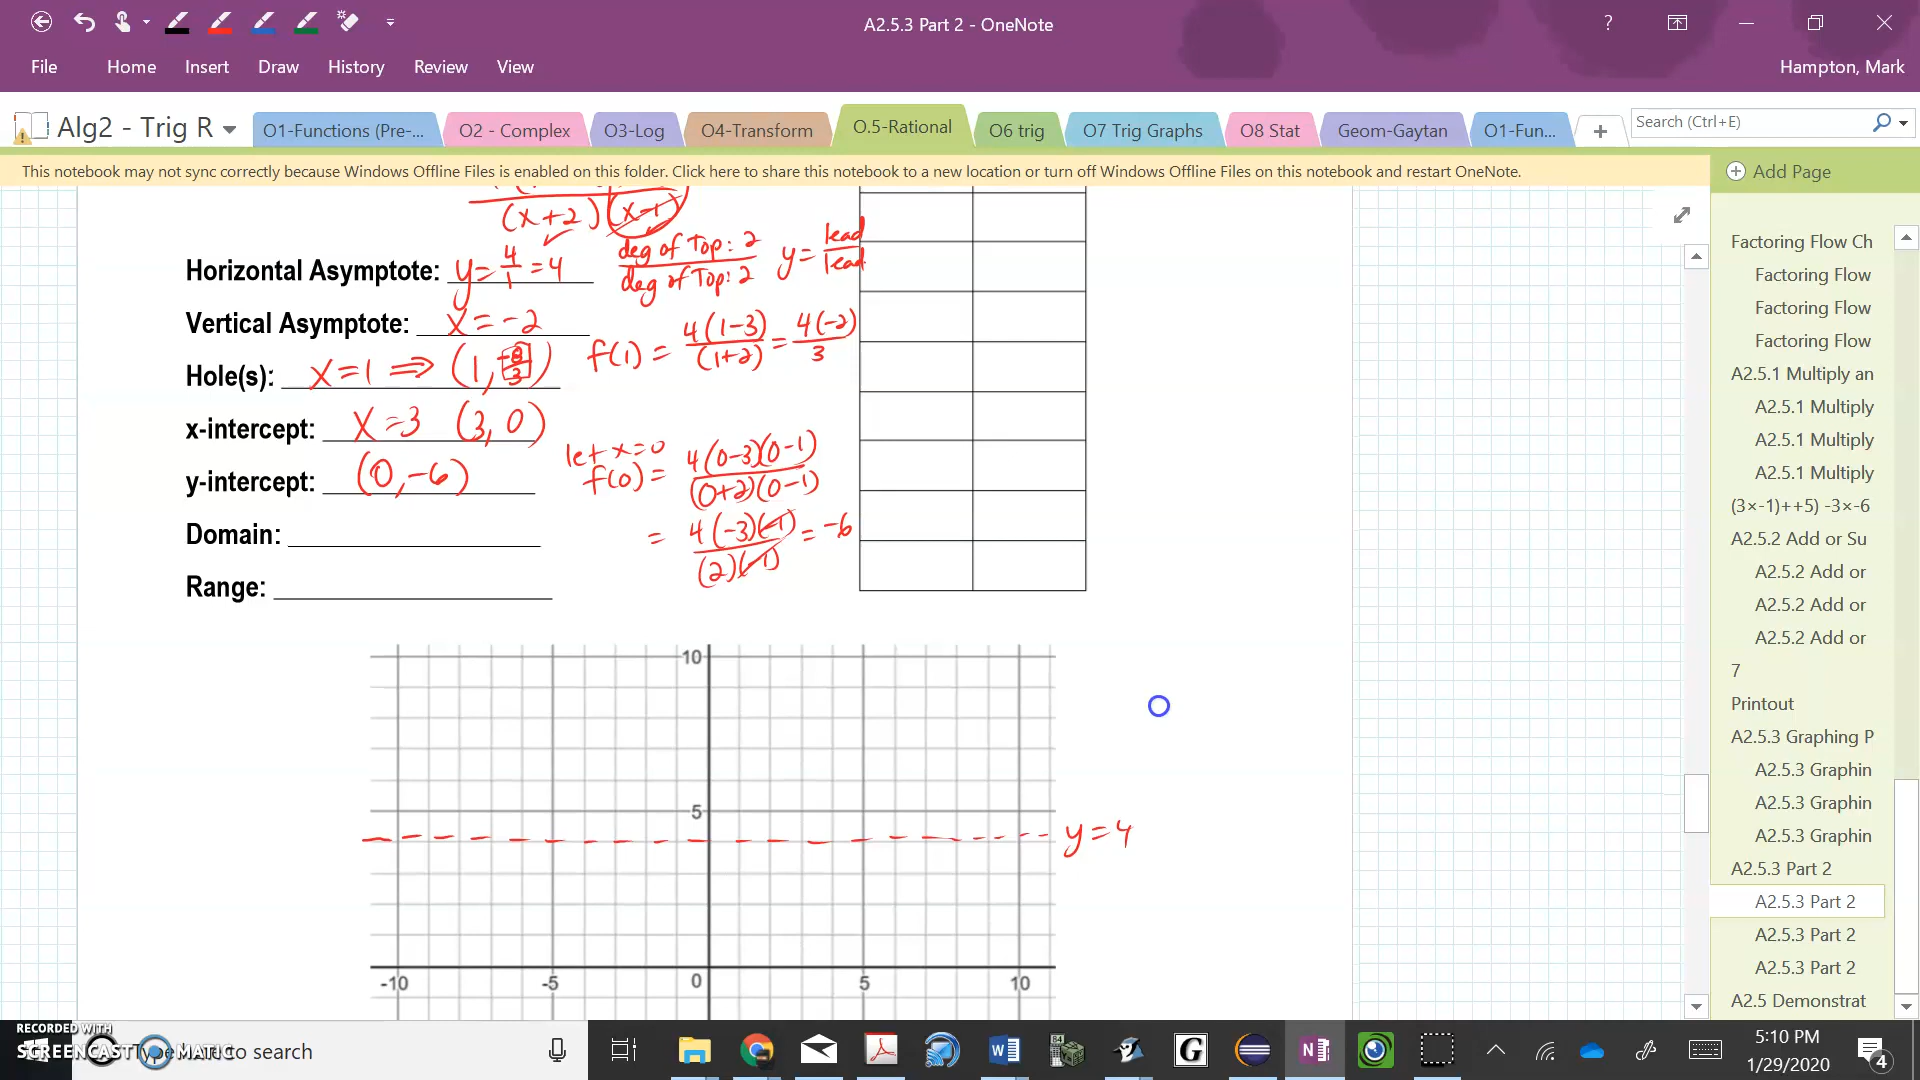 A2.5.3 Part 2 - OneNote
File Home Insert Draw History Review View
Hampton, Mark
Alg2 - Trig R
O1-Functions (Pre-...
O2 - Complex
O3-Log
O4-Transform
O.5-Rational
O6 trig
O7 Trig Graphs
O8 Stat
Geom-Gaytan
O1-Fun...
Search (Ctrl+E)
This notebook may not sync correctly because Windows Offline Files is enabled on this folder. Click here to share this notebook to a new location or turn off Windows Offline Files on this notebook and restart OneNote.
Add Page
(x+2)(x-1)
Horizontal Asymptote: y = 4/1 = 4
deg of Top: 2
deg of Top: 2
y = lead/lead
Vertical Asymptote: x = -2
Hole(s): x=1 ⇒ (1, -8/3)
f(1) = 4(1-3)/(1+2) = 4(-2)/3
x-intercept: x=3 (3, 0)
y-intercept: (0, -6)
let x=0
f(0) = 4(0-3)(0-1)/(0+2)(0-1)
= 4(-3)(-1)/(2)(-1) = -6
Domain:
Range:
10
5
y=4
-10 -5 0 5 10
Factoring Flow Ch
Factoring Flow
Factoring Flow
Factoring Flow
A2.5.1 Multiply an
A2.5.1 Multiply
A2.5.1 Multiply
A2.5.1 Multiply
(3×-1)++5) -3×-6
A2.5.2 Add or Su
A2.5.2 Add or
A2.5.2 Add or
A2.5.2 Add or
7
Printout
A2.5.3 Graphing P
A2.5.3 Graphin
A2.5.3 Graphin
A2.5.3 Graphin
A2.5.3 Part 2
A2.5.3 Part 2
A2.5.3 Part 2
A2.5.3 Part 2
A2.5 Demonstrat
RECORDED WITH
SCREENCAST MATIC
Type here to search
84
G
W
N
5:10 PM
1/29/2020
4